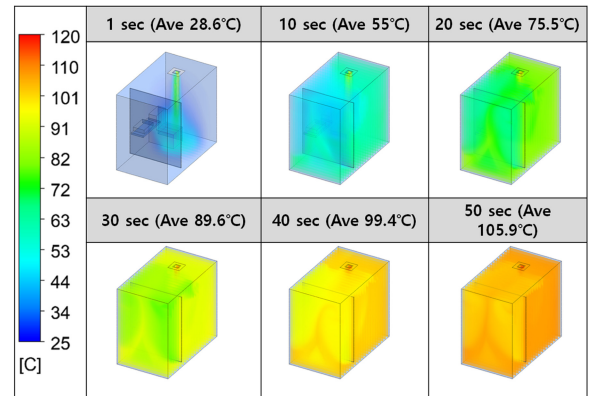 1 sec (Ave 28.6℃)
10 sec (Ave 55℃)
20 sec (Ave 75.5℃)
120
110
101
91
82
72
63
53
44
34
25
[C]
30 sec (Ave 89.6℃)
40 sec (Ave 99.4℃)
50 sec (Ave
105.9℃)